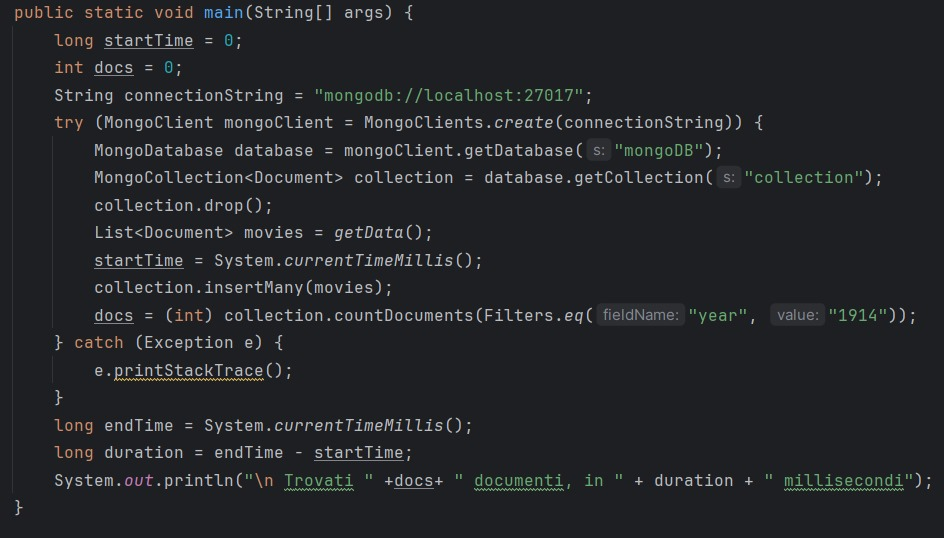 public static void main(String[] args) {
    long startTime = 0;
    int docs = 0;
    String connectionString = "mongodb://localhost:27017";
    try (MongoClient mongoClient = MongoClients.create(connectionString)) {
        MongoDatabase database = mongoClient.getDatabase( s: "mongoDB");
        MongoCollection<Document> collection = database.getCollection( s: "collection");
        collection.drop();
        List<Document> movies = getData();
        startTime = System.currentTimeMillis();
        collection.insertMany(movies);
        docs = (int) collection.countDocuments(Filters.eq( fieldName: "year", value: "1914"));
    } catch (Exception e) {
        e.printStackTrace();
    }
    long endTime = System.currentTimeMillis();
    long duration = endTime - startTime;
    System.out.println("\n Trovati " +docs+ " documenti, in " + duration + " millisecondi");
}